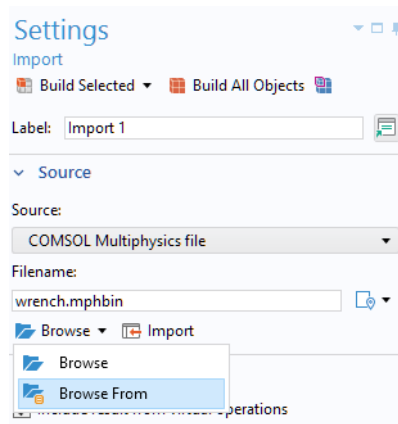 Settings
Import
Build Selected Build All Objects
Label: Import 1
Source
Source:
COMSOL Multiphysics file
Filename:
wrench.mphbin
Browse Import
Browse
Browse From
operations